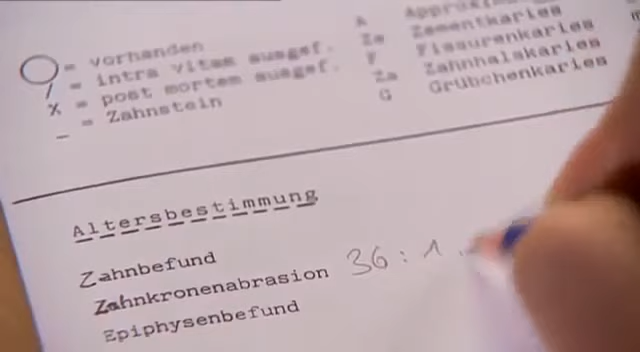 = vorhanden
/ = intra vitam ausgef.
X = post mortem ausgef.
_ = Zahnstein
A
Ze Zementkaries
F Fissurenkaries
Za Zahnhalskaries
G Grübchenkaries
Altersbestimmung
Zahnbefund
Zahnkronenabrasion 36 : 1
Epiphysenbefund